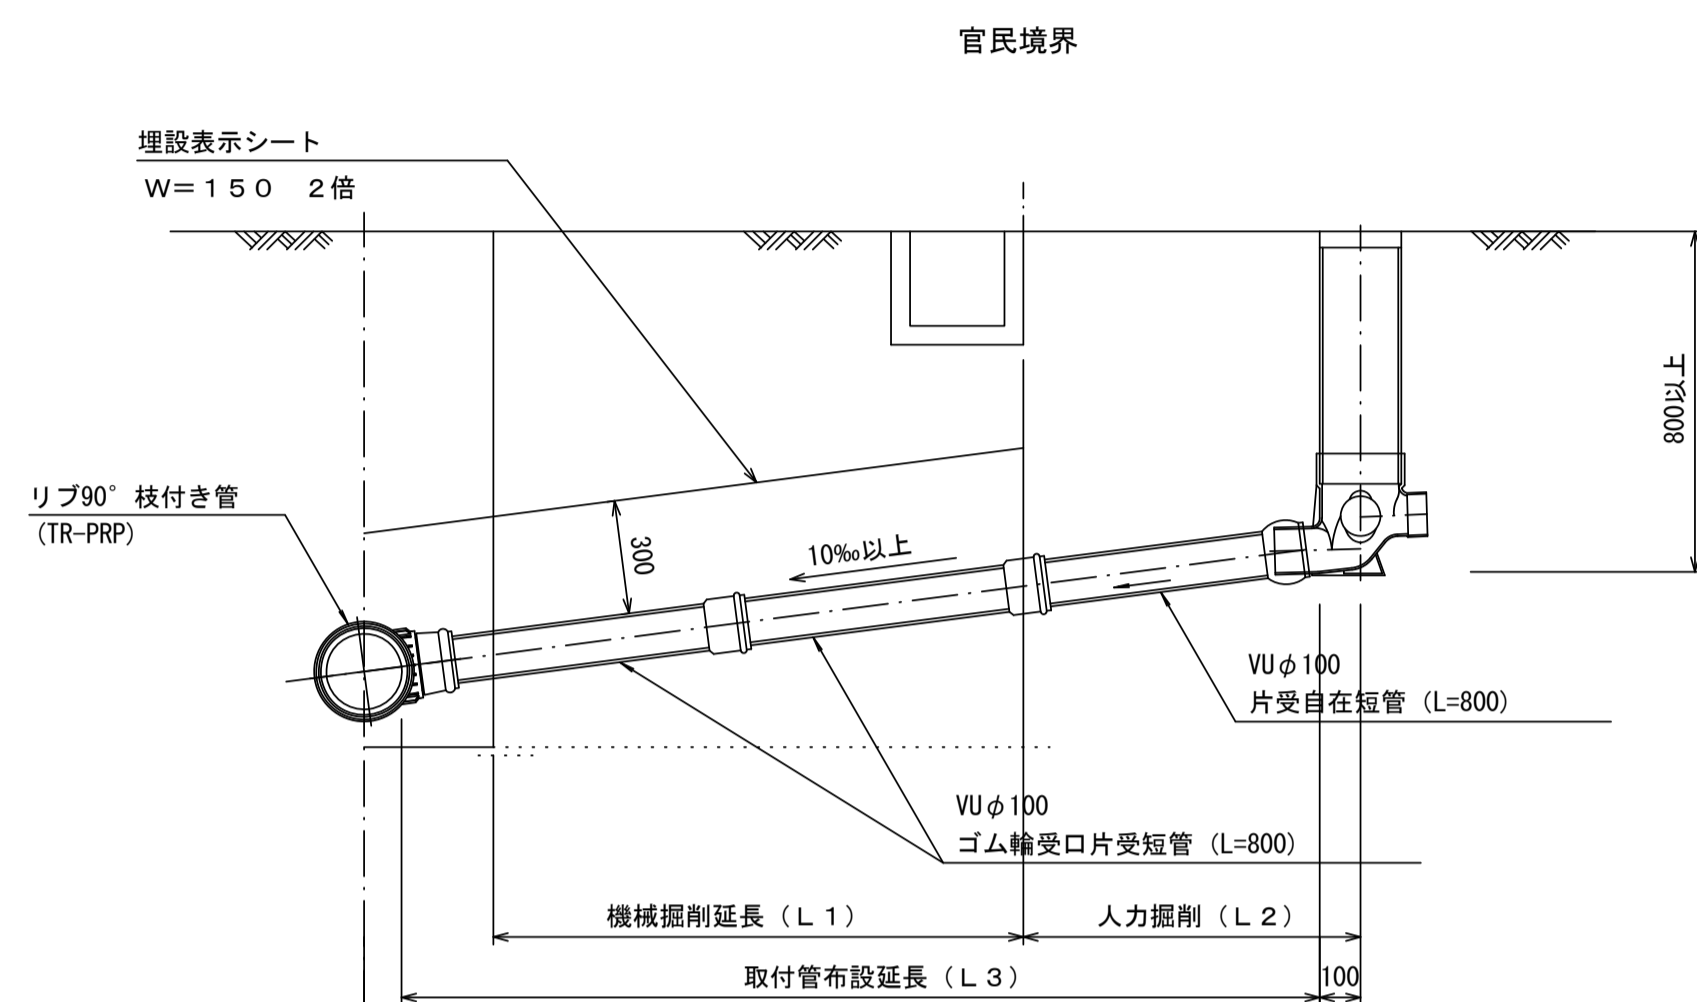 官民境界
埋設表示シート
W=150 2倍
800以下
リブ90° 枝付き管
(TR-PRP)
300
10‰以上
VUφ100
片受自在短管 (L=800)
VUφ100
ゴム輪受口片受短管 (L=800)
機械掘削延長(L1)
人力掘削(L2)
取付管布設延長(L3)
100